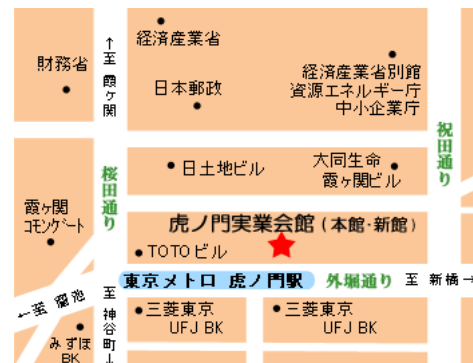 経済産業省
財務省
↑至 霞ヶ関
日本郵政
経済産業省別館
資源エネルギー庁
中小企業庁
祝田通り
桜田通り
日土地ビル
大同生命
霞ヶ関ビル
霞ヶ関
コモンゲート
虎ノ門実業会館(本館·新館)
TOTOビル
東京メトロ 虎ノ門駅
外堀通り
至 新橋→
←至 溜池
至 神谷町↓
三菱東京
UFJ BK
三菱東京
UFJ BK
みずほ
BK